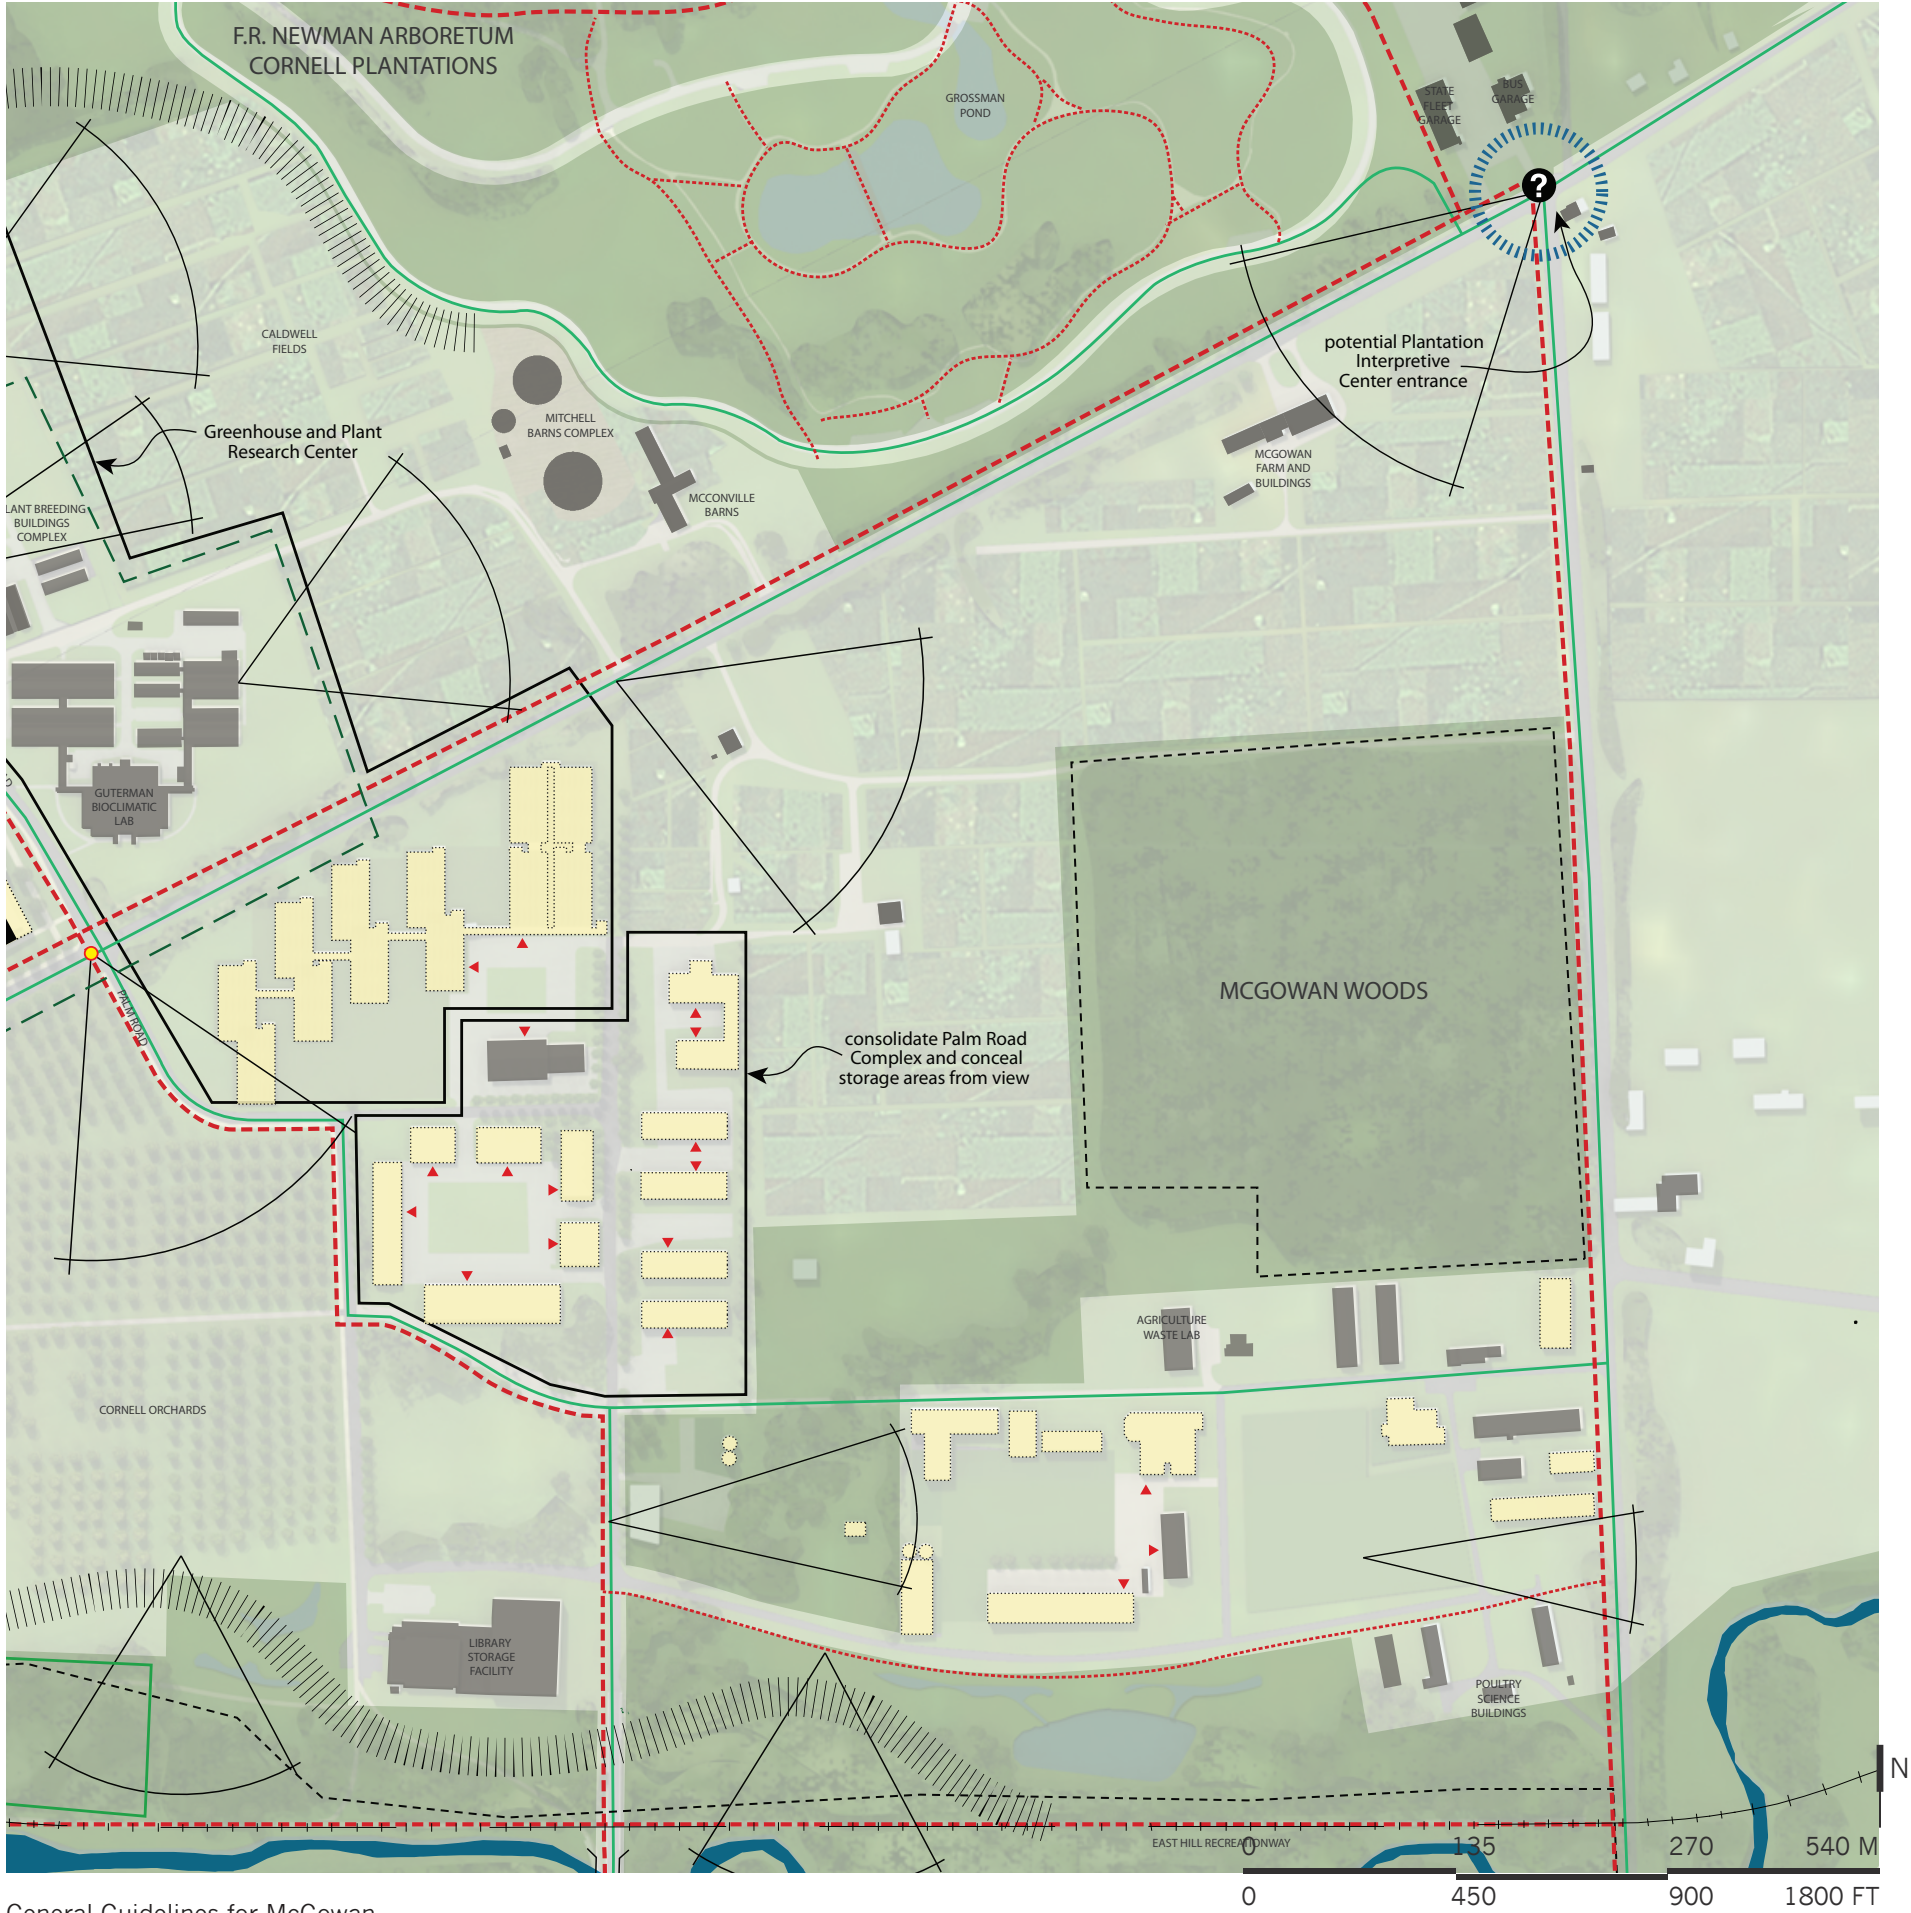 F.R. NEWMAN ARBORETUM
CORNELL PLANTATIONS
GROSSMAN
POND
STATE
FLEET
GARAGE
BUS
GARAGE
?
CALDWELL
FIELDS
potential Plantation
Interpretive
Center entrance
MITCHELL
BARNS COMPLEX
Greenhouse and Plant
Research Center
MCGOWAN
FARM AND
BUILDINGS
MCCONVILLE
BARNS
LANT BREEDING
BUILDINGS
COMPLEX
GUTERMAN
BIOCLIMATIC
LAB
PALM ROAD
MCGOWAN WOODS
consolidate Palm Road
Complex and conceal
storage areas from view
AGRICULTURE
WASTE LAB
CORNELL ORCHARDS
LIBRARY
STORAGE
FACILITY
POULTRY
SCIENCE
BUILDINGS
N
EAST HILL RECREATIONWAY
0 135 270 540 M
0 450 900 1800 FT
General Guidelines for McGowan